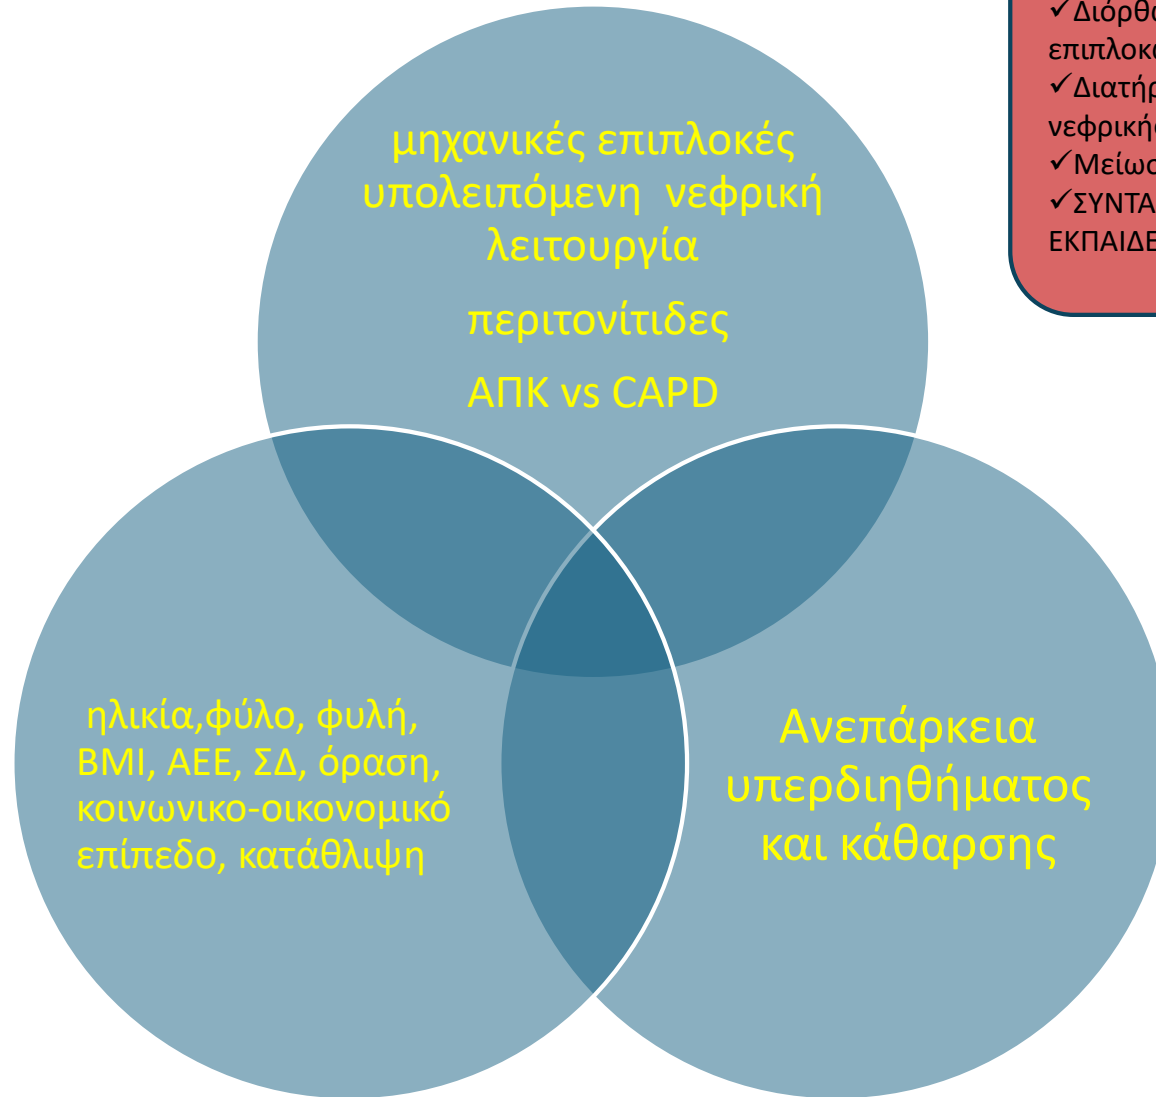 μηχανικές επιπλοκές
υπολειπόμενη νεφρική
λειτουργία
περιτονίτιδες
ΑΠΚ vs CAPD
ηλικία,φύλο, φυλή,
BMI, ΑΕΕ, ΣΔ, όραση,
κοινωνικο-οικονομικό
επίπεδο, κατάθλιψη
Ανεπάρκεια
υπερδιηθήματος
και κάθαρσης